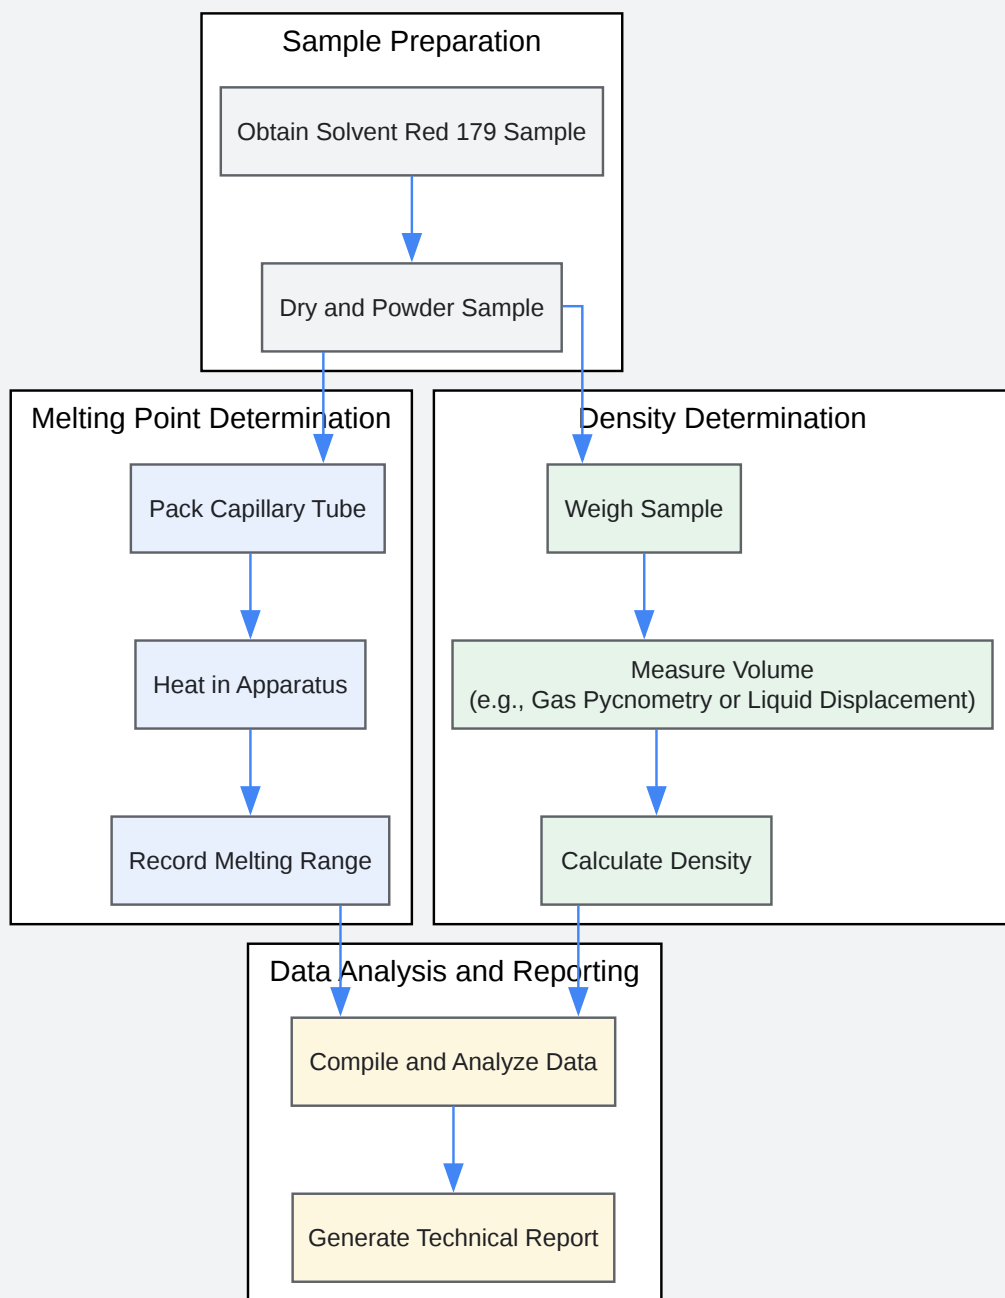 Sample Preparation
Obtain Solvent Red 179 Sample
Dry and Powder Sample
Melting Point Determination
Pack Capillary Tube
Heat in Apparatus
Record Melting Range
Density Determination
Weigh Sample
Measure Volume
(e.g., Gas Pycnometry or Liquid Displacement)
Calculate Density
Data Analysis and Reporting
Compile and Analyze Data
Generate Technical Report